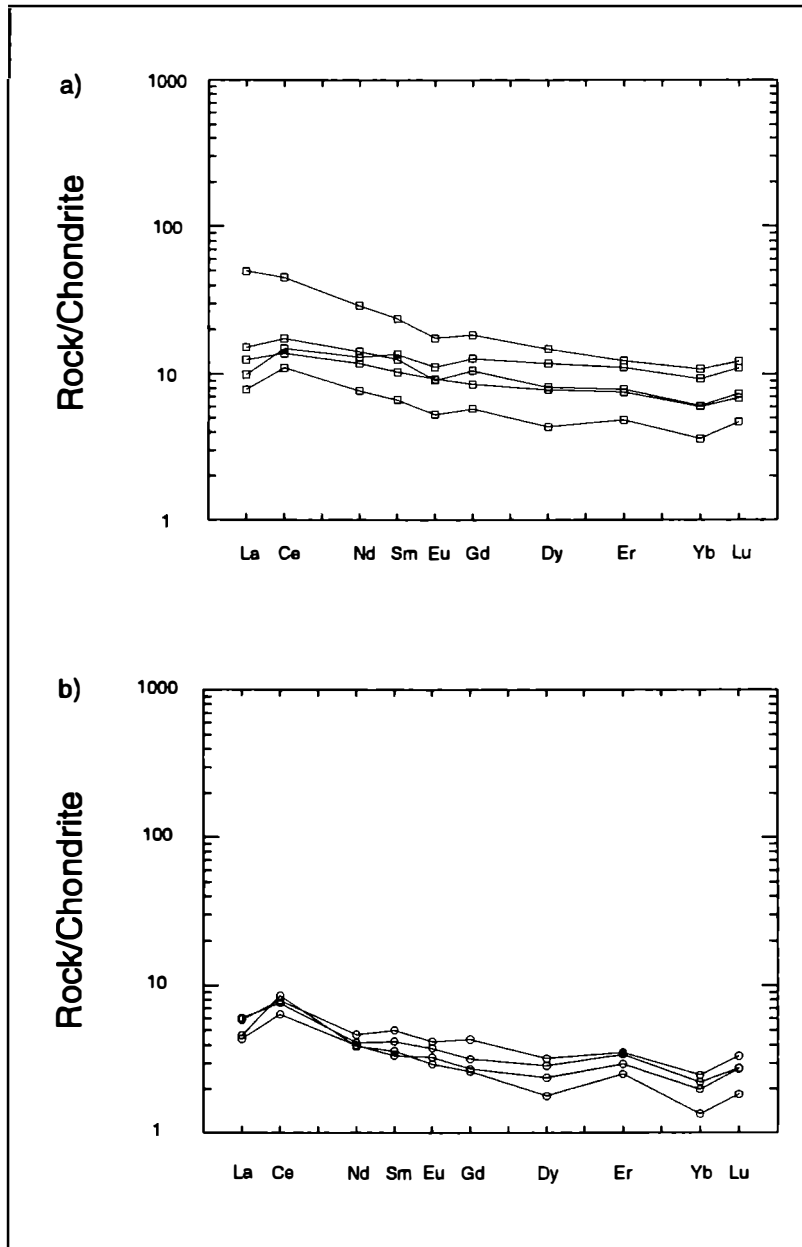 a)
1000
100
10
1
Rock/Chondrite
La Ce Nd Sm Eu Gd Dy Er Yb Lu
b)
1000
100
10
1
Rock/Chondrite
La Ce Nd Sm Eu Gd Dy Er Yb Lu